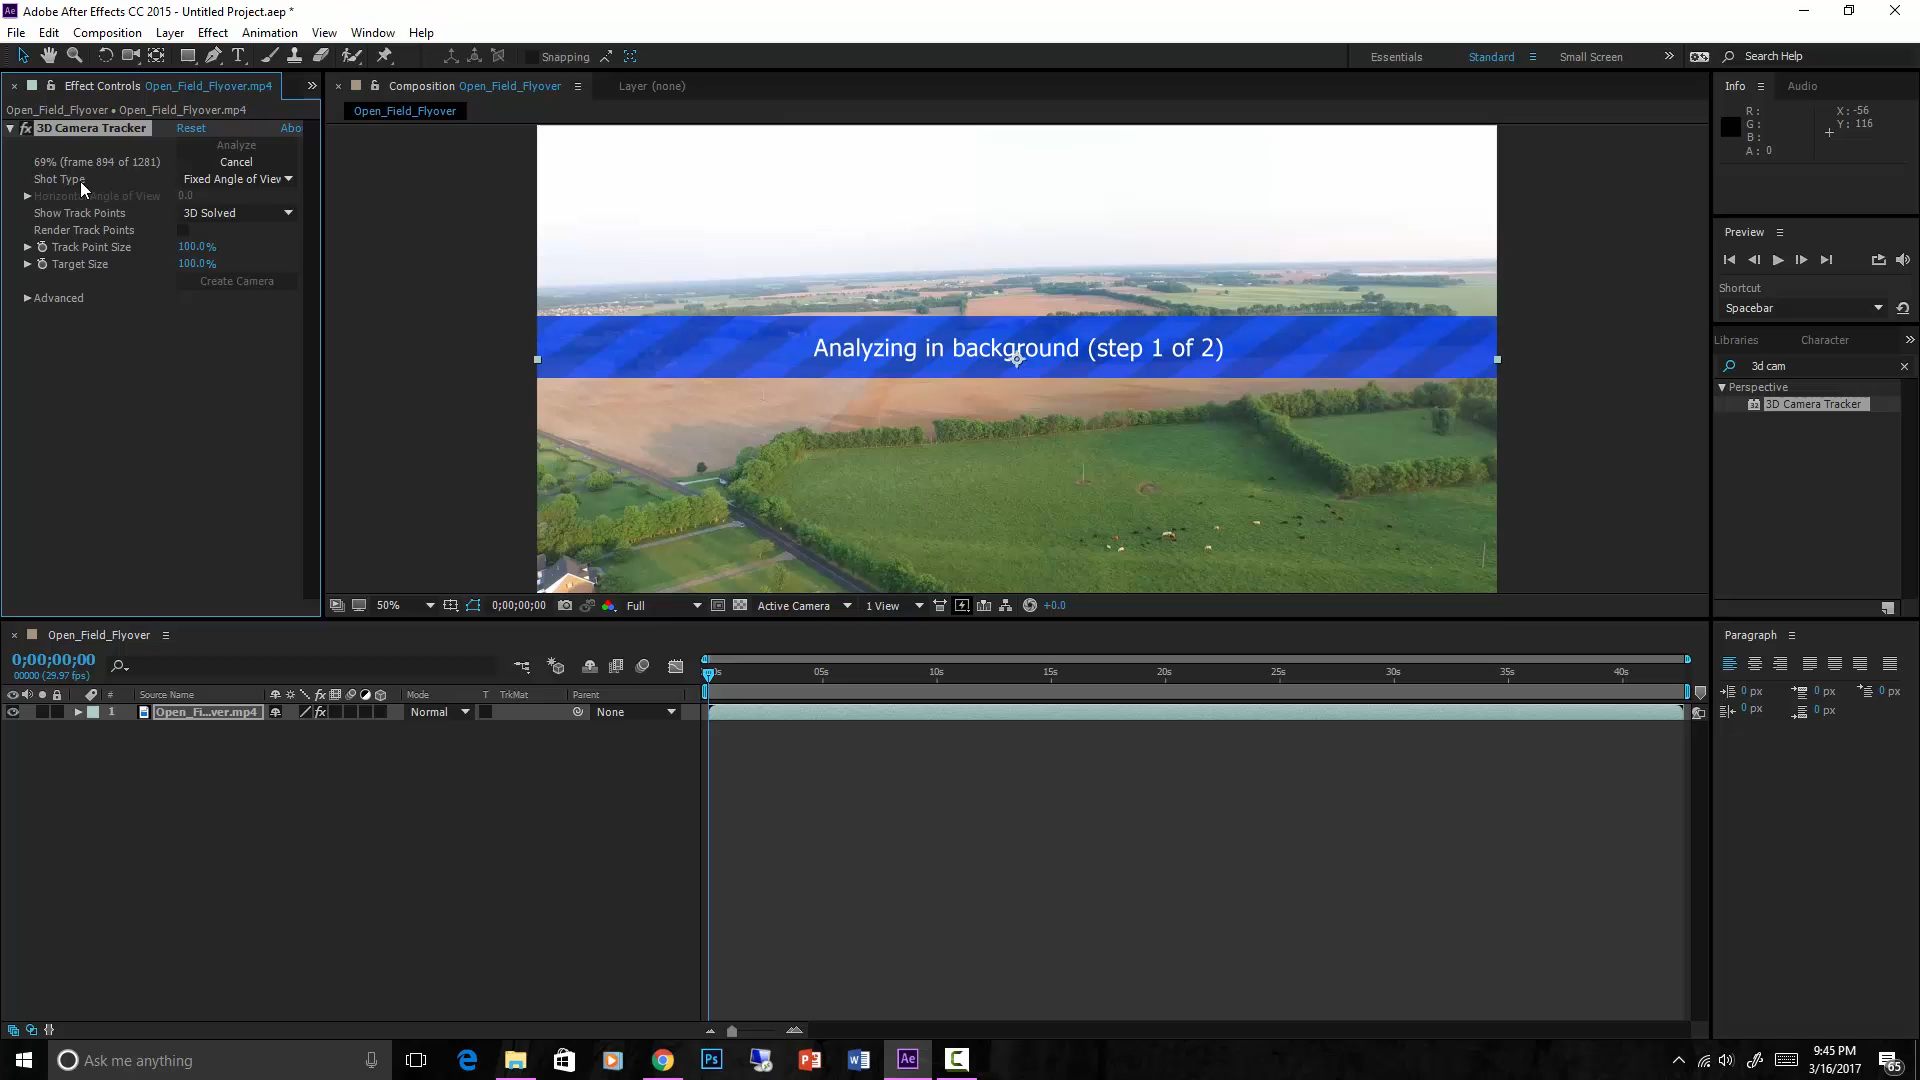 Ae Adobe After Effects CC 2015 - Untitled Project.aep *
File Edit Composition Layer Effect Animation View Window Help
Snapping Essentials Standard Small Screen Search Help
Effect Controls Open_Field_Flyover.mp4
Composition Open_Field_Flyover Layer (none)
Info Audio
Open_Field_Flyover • Open_Field_Flyover.mp4
Open_Field_Flyover
fx 3D Camera Tracker Reset Abo
Analyze
69% (frame 894 of 1281) Cancel
Shot Type Fixed Angle of Viev
Angle of View 0.0
Show Track Points 3D Solved
Render Track Points
Track Point Size 100.0%
Target Size 100.0%
Create Camera
Advanced
Analyzing in background (step 1 of 2)
R: X: -56
G: Y: 116
B:
A: 0
Preview
Shortcut
Spacebar
Libraries Character
3d cam
Perspective
32 3D Camera Tracker
50% 0;00;00;00 Full Active Camera 1 View +0.0
Open_Field_Flyover
0;00;00;00
00000 (29.97 fps)
05s 10s 15s 20s 25s 30s 35s 40s
# Source Name fx Mode T TrkMat Parent
1 Open_Fi...ver.mp4 fx Normal None
Paragraph
0 px 0 px 0 px
0 px 0 px
Ask me anything
Ps Ae
9:45 PM
3/16/2017
65